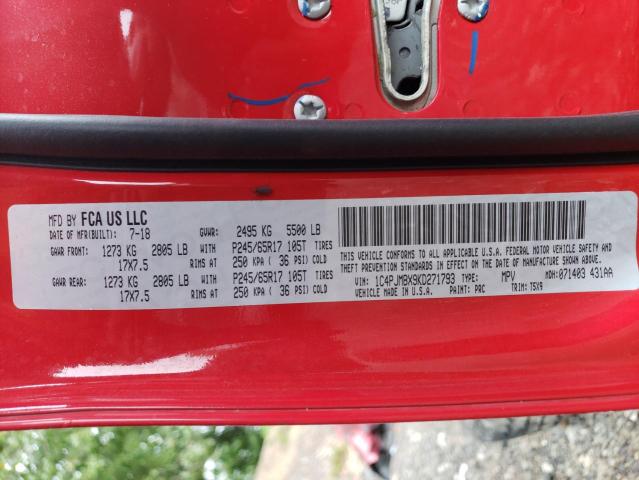 MFD BY FCA US LLC
DATE OF MFR(BUILT): 7-18 GVWR: 2495 KG 5500 LB
GAWR FRONT: 1273 KG 2805 LB WITH P245/65R17 105T TIRES
17X7.5 RIMS AT 250 KPA ( 36 PSI) COLD
GAWR REAR: 1273 KG 2805 LB WITH P245/65R17 105T TIRES
17X7.5 RIMS AT 250 KPA ( 36 PSI) COLD
THIS VEHICLE CONFORMS TO ALL APPLICABLE U.S.A. FEDERAL MOTOR VEHICLE SAFETY AND
THEFT PREVENTION STANDARDS IN EFFECT ON THE DATE OF MANUFACTURE SHOWN ABOVE.
VIN: 1C4PJMBX9KD271793 TYPE: MPV MDH: 071403 431AA
VEHICLE MADE IN U.S.A. PAINT: PRC TRIM: T5X9